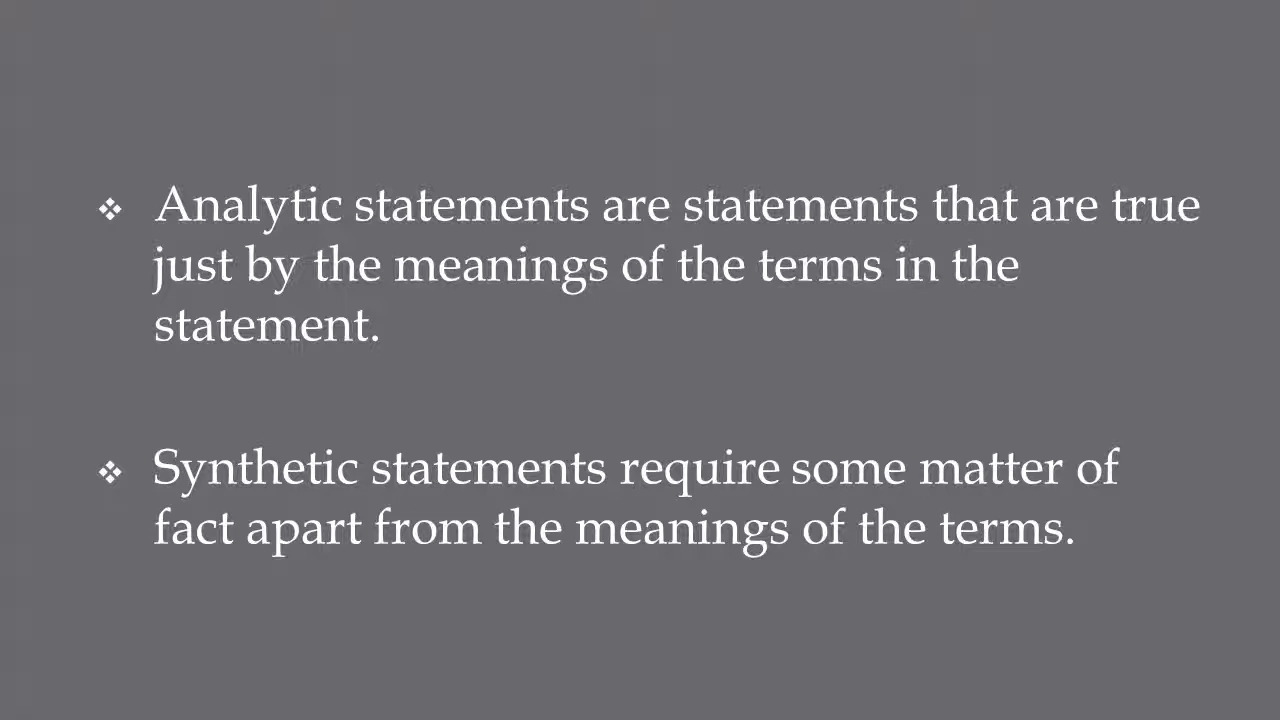 ❖ Analytic statements are statements that are true
just by the meanings of the terms in the
statement.
❖ Synthetic statements require some matter of
fact apart from the meanings of the terms.